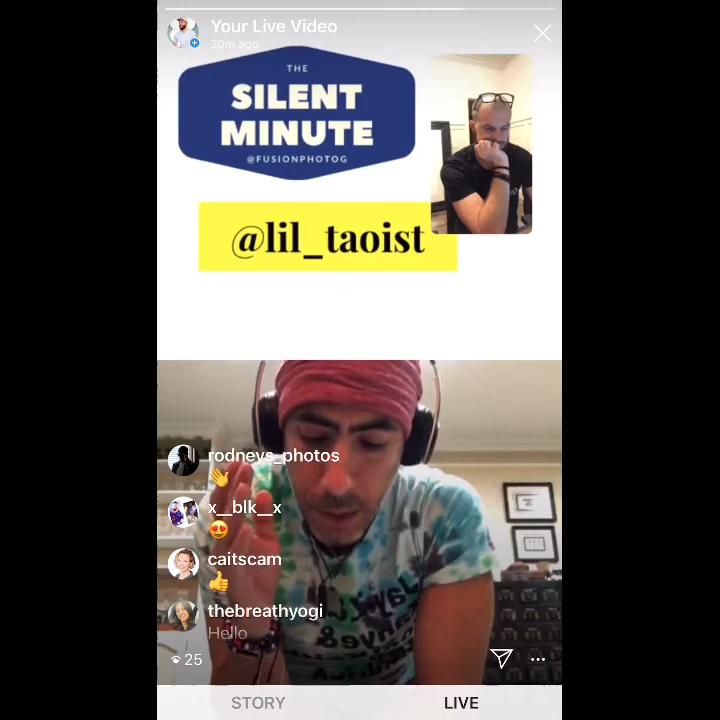 Your Live Video
20m ago
THE
SILENT
MINUTE
@FUSIONPHOTOG
@lil_taoist
rodneys_photos
👋
x__blk__x
😍
caitscam
👍
thebreathyogi
Hello
25
STORY
LIVE